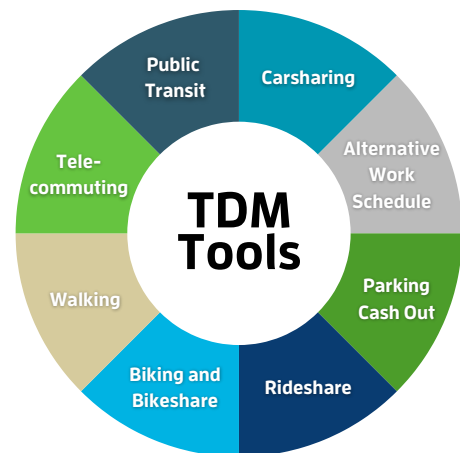 TDM
Tools
Public
Transit
Carsharing
Alternative
Work
Schedule
Parking
Cash Out
Rideshare
Biking and
Bikeshare
Walking
Tele-
commuting